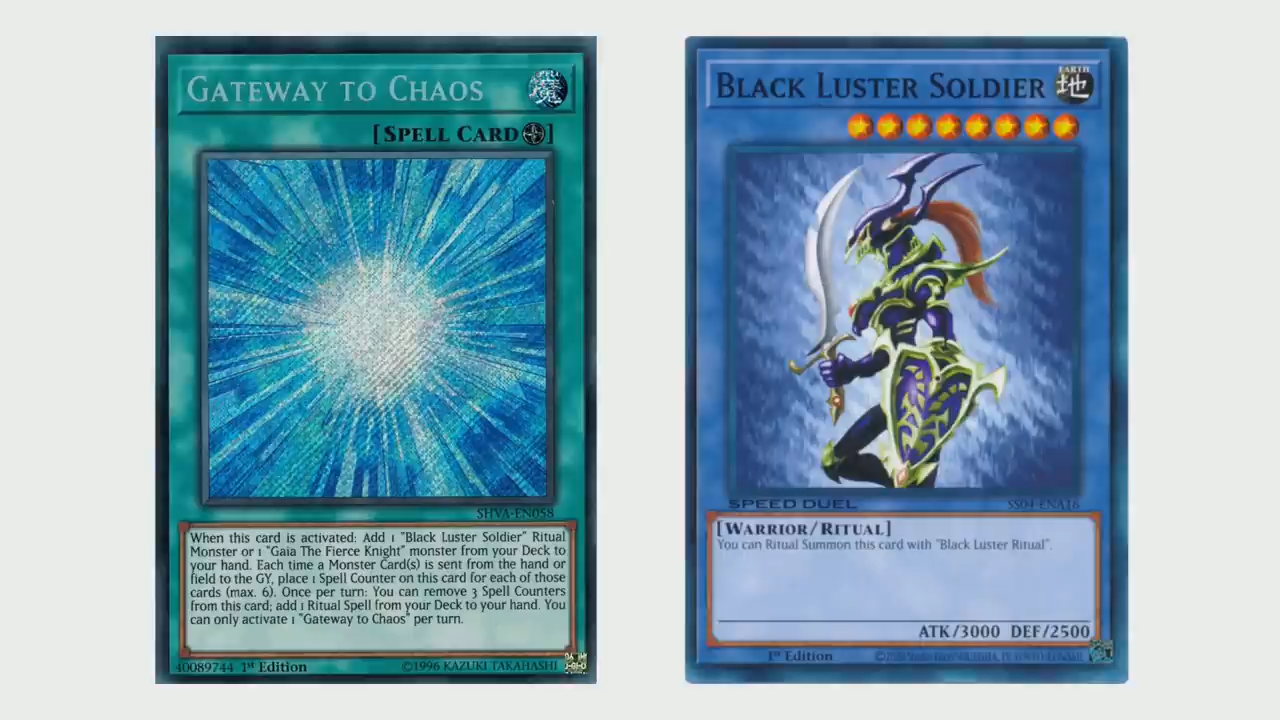 GATEWAY TO CHAOS
魔
[SPELL CARD]
SHVA-EN058
When this card is activated: Add 1 "Black Luster Soldier" Ritual
Monster or 1 "Gaia The Fierce Knight" monster from your Deck to
your hand. Each time a Monster Card(s) is sent from the hand or
field to the GY, place 1 Spell Counter on this card for each of those
cards (max. 6). Once per turn: You can remove 3 Spell Counters
from this card; add 1 Ritual Spell from your Deck to your hand. You
can only activate 1 "Gateway to Chaos" per turn.
40089744 1st Edition ©1996 KAZUKI TAKAHASHI
BLACK LUSTER SOLDIER
EARTH
地
SPEED DUEL SS04-ENA16
[WARRIOR/RITUAL]
You can Ritual Summon this card with "Black Luster Ritual".
ATK/3000 DEF/2500
1st Edition